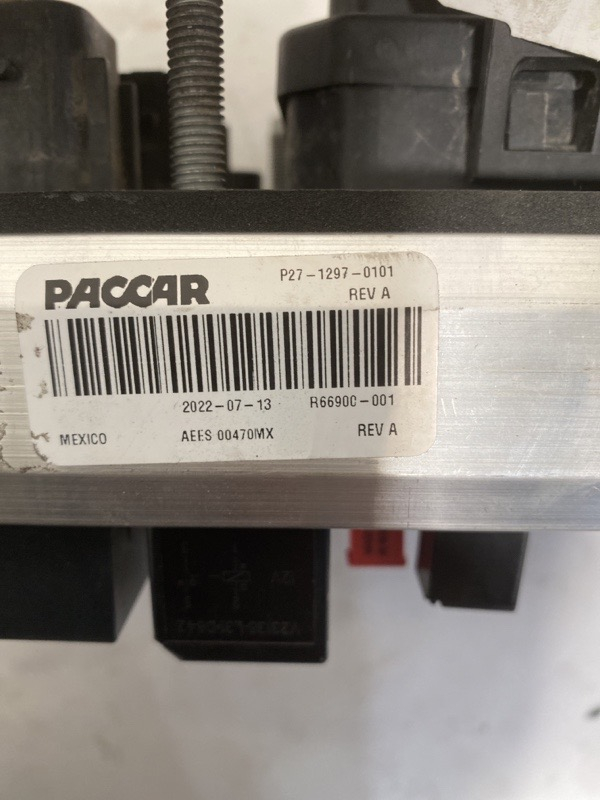 PACCAR
P27-1297-0101
REV A
2022-07-13 R66900-001
MEXICO AEES 00470MX REV A